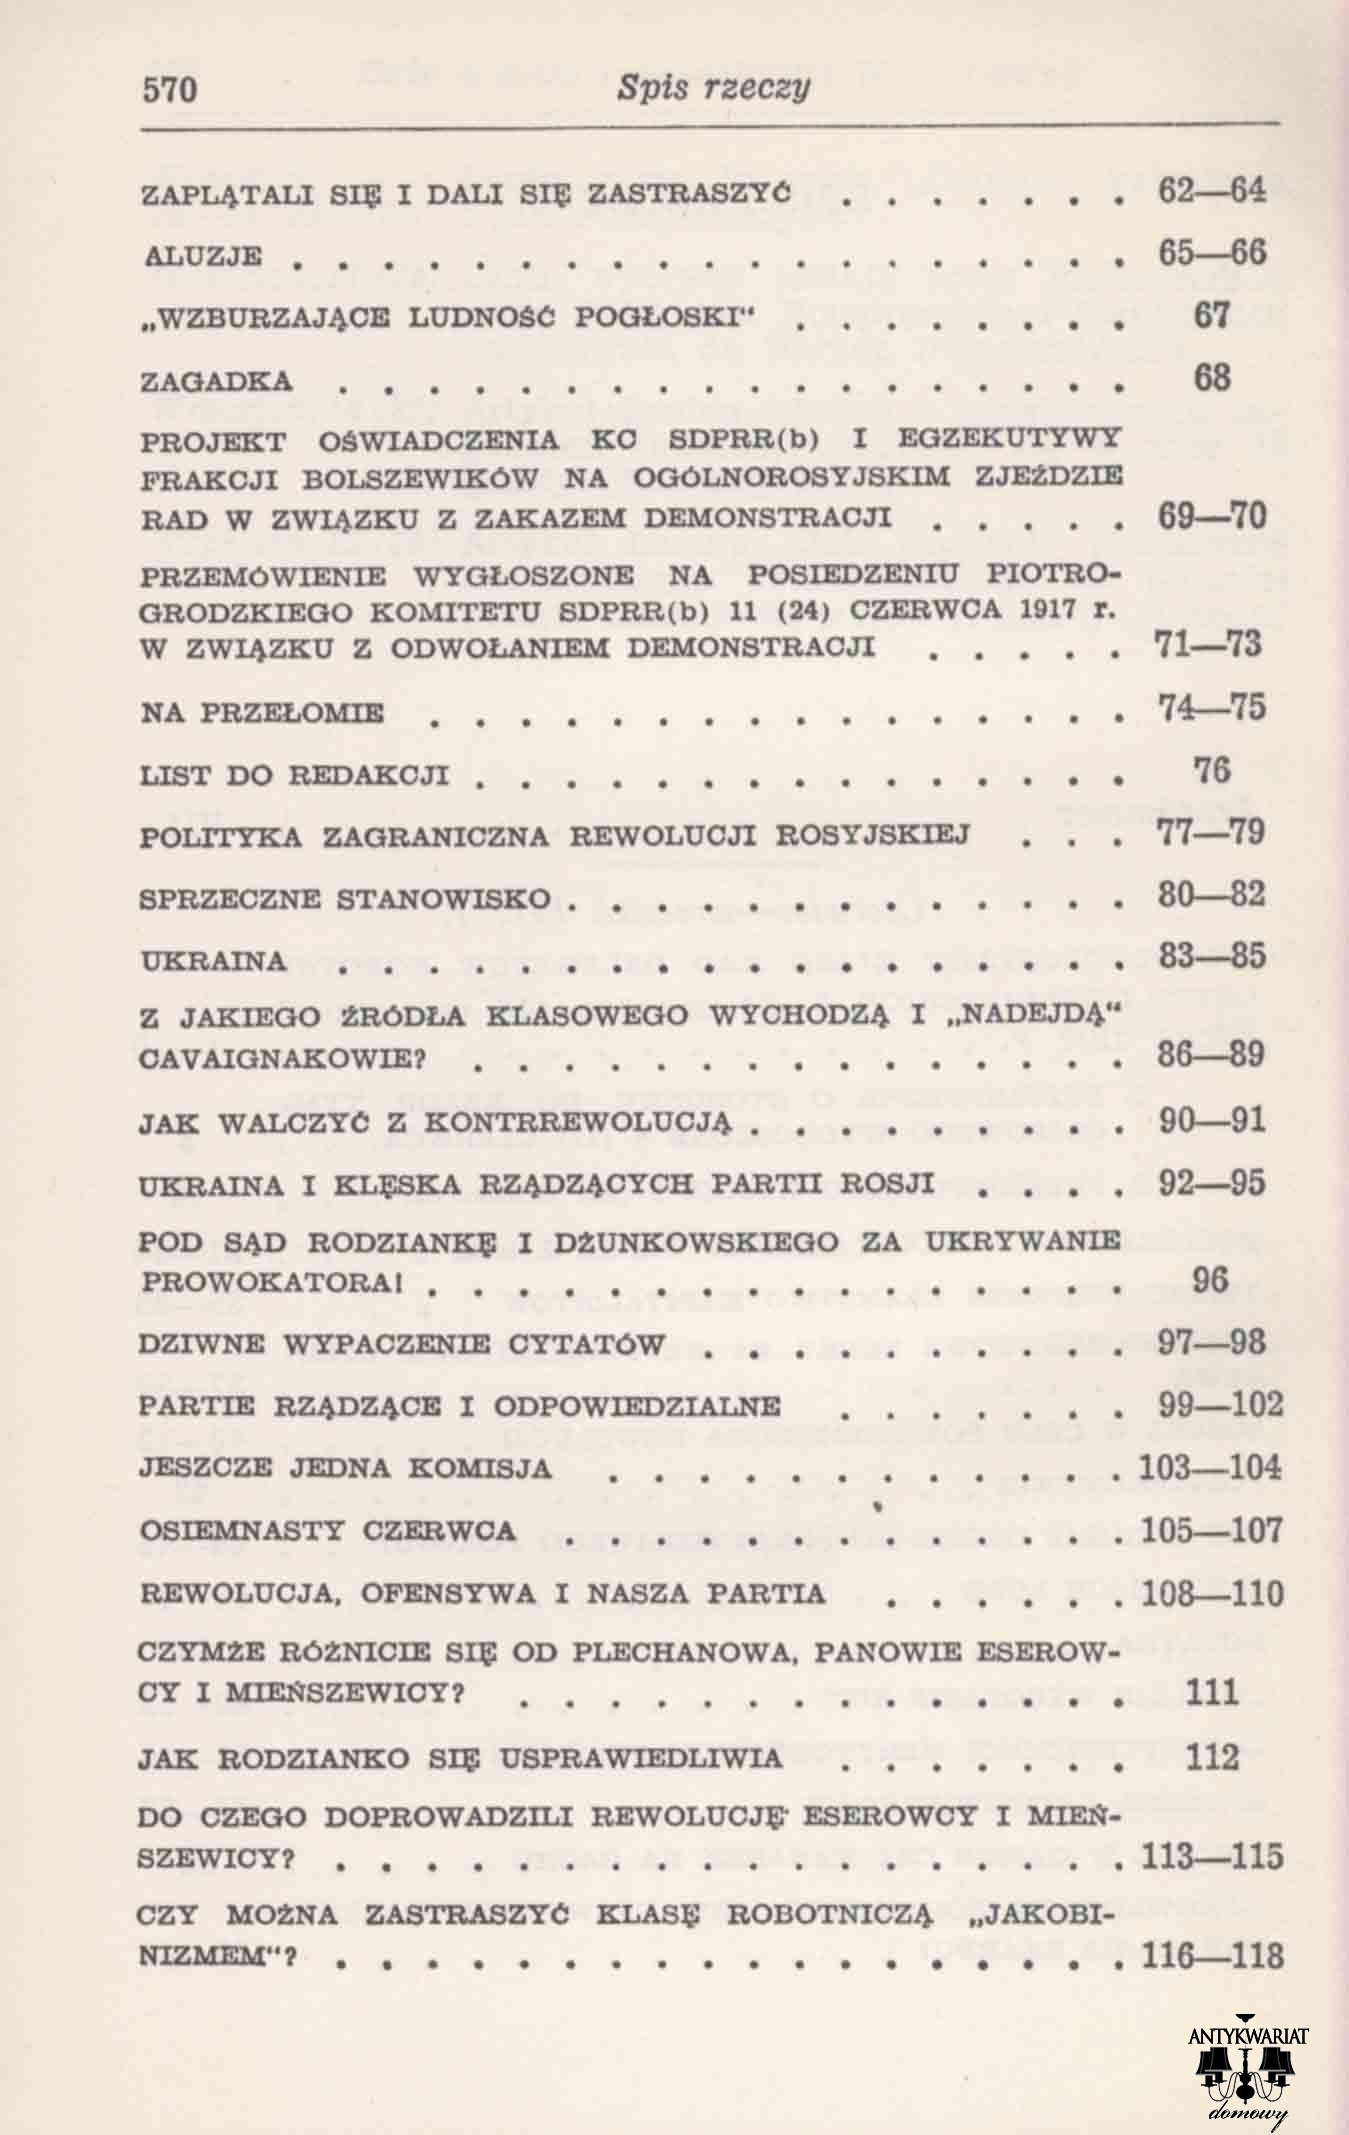 570 Spis rzeczy
ZAPLĄTALI SIĘ I DALI SIĘ ZASTRASZYĆ . . . . . . . 62—64
ALUZJE . . . . . . . . . . . . . . . . . . . 65—66
„WZBURZAJĄCE LUDNOŚĆ POGŁOSKI“ . . . . . . . . 67
ZAGADKA . . . . . . . . . . . . . . . . . . 68
PROJEKT OŚWIADCZENIA KC SDPRR(b) I EGZEKUTYWY
FRAKCJI BOLSZEWIKÓW NA OGÓLNOROSYJSKIM ZJEŹDZIE
RAD W ZWIĄZKU Z ZAKAZEM DEMONSTRACJI . . . . . 69—70
PRZEMÓWIENIE WYGŁOSZONE NA POSIEDZENIU PIOTRO-
GRODZKIEGO KOMITETU SDPRR(b) 11 (24) CZERWCA 1917 r.
W ZWIĄZKU Z ODWOŁANIEM DEMONSTRACJI . . . . . 71—73
NA PRZEŁOMIE . . . . . . . . . . . . . . . . 74—75
LIST DO REDAKCJI . . . . . . . . . . . . . . . 76
POLITYKA ZAGRANICZNA REWOLUCJI ROSYJSKIEJ . . . 77—79
SPRZECZNE STANOWISKO . . . . . . . . . . . . . 80—82
UKRAINA . . . . . . . . . . . . . . . . . . 83—85
Z JAKIEGO ŹRÓDŁA KLASOWEGO WYCHODZĄ I „NADEJDĄ“
CAVAIGNAKOWIE? . . . . . . . . . . . . . . . 86—89
JAK WALCZYĆ Z KONTRREWOLUCJĄ . . . . . . . . . 90—91
UKRAINA I KLĘSKA RZĄDZĄCYCH PARTII ROSJI . . . . 92—95
POD SĄD RODZIANKĘ I DŻUNKOWSKIEGO ZA UKRYWANIE
PROWOKATORA! . . . . . . . . . . . . . . . . 96
DZIWNE WYPACZENIE CYTATÓW . . . . . . . . . . 97—98
PARTIE RZĄDZĄCE I ODPOWIEDZIALNE . . . . . . . 99—102
JESZCZE JEDNA KOMISJA . . . . . . . . . . . . 103—104
OSIEMNASTY CZERWCA . . . . . . . . . . . . . 105—107
REWOLUCJA, OFENSYWA I NASZA PARTIA . . . . . . 108—110
CZYMŻE RÓŻNICIE SIĘ OD PLECHANOWA, PANOWIE ESEROW-
CY I MIEŃSZEWICY? . . . . . . . . . . . . . . 111
JAK RODZIANKO SIĘ USPRAWIEDLIWIA . . . . . . . 112
DO CZEGO DOPROWADZILI REWOLUCJĘ ESEROWCY I MIEŃ-
SZEWICY? . . . . . . . . . . . . . . . . . . 113—115
CZY MOŻNA ZASTRASZYĆ KLASĘ ROBOTNICZĄ „JAKOBI-
NIZMEM“? . . . . . . . . . . . . . . . . . . 116—118
ANTYKWARIAT
domowy